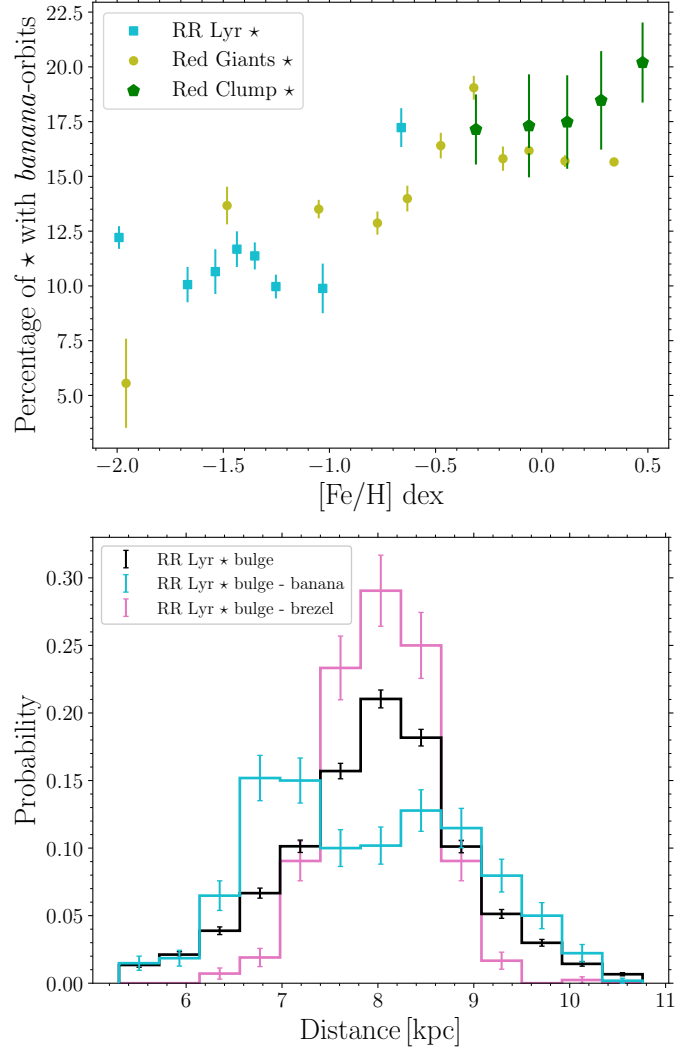 22.5
20.0
17.5
15.0
12.5
10.0
7.5
5.0
Percentage of ⋆ with banana-orbits
RR Lyr ⋆
Red Giants ⋆
Red Clump ⋆
−2.0 −1.5 −1.0 −0.5 0.0 0.5
[Fe/H] dex
0.30
0.25
0.20
0.15
0.10
0.05
0.00
Probability
RR Lyr ⋆ bulge
RR Lyr ⋆ bulge - banana
RR Lyr ⋆ bulge - brezel
6 7 8 9 10 11
Distance [kpc]